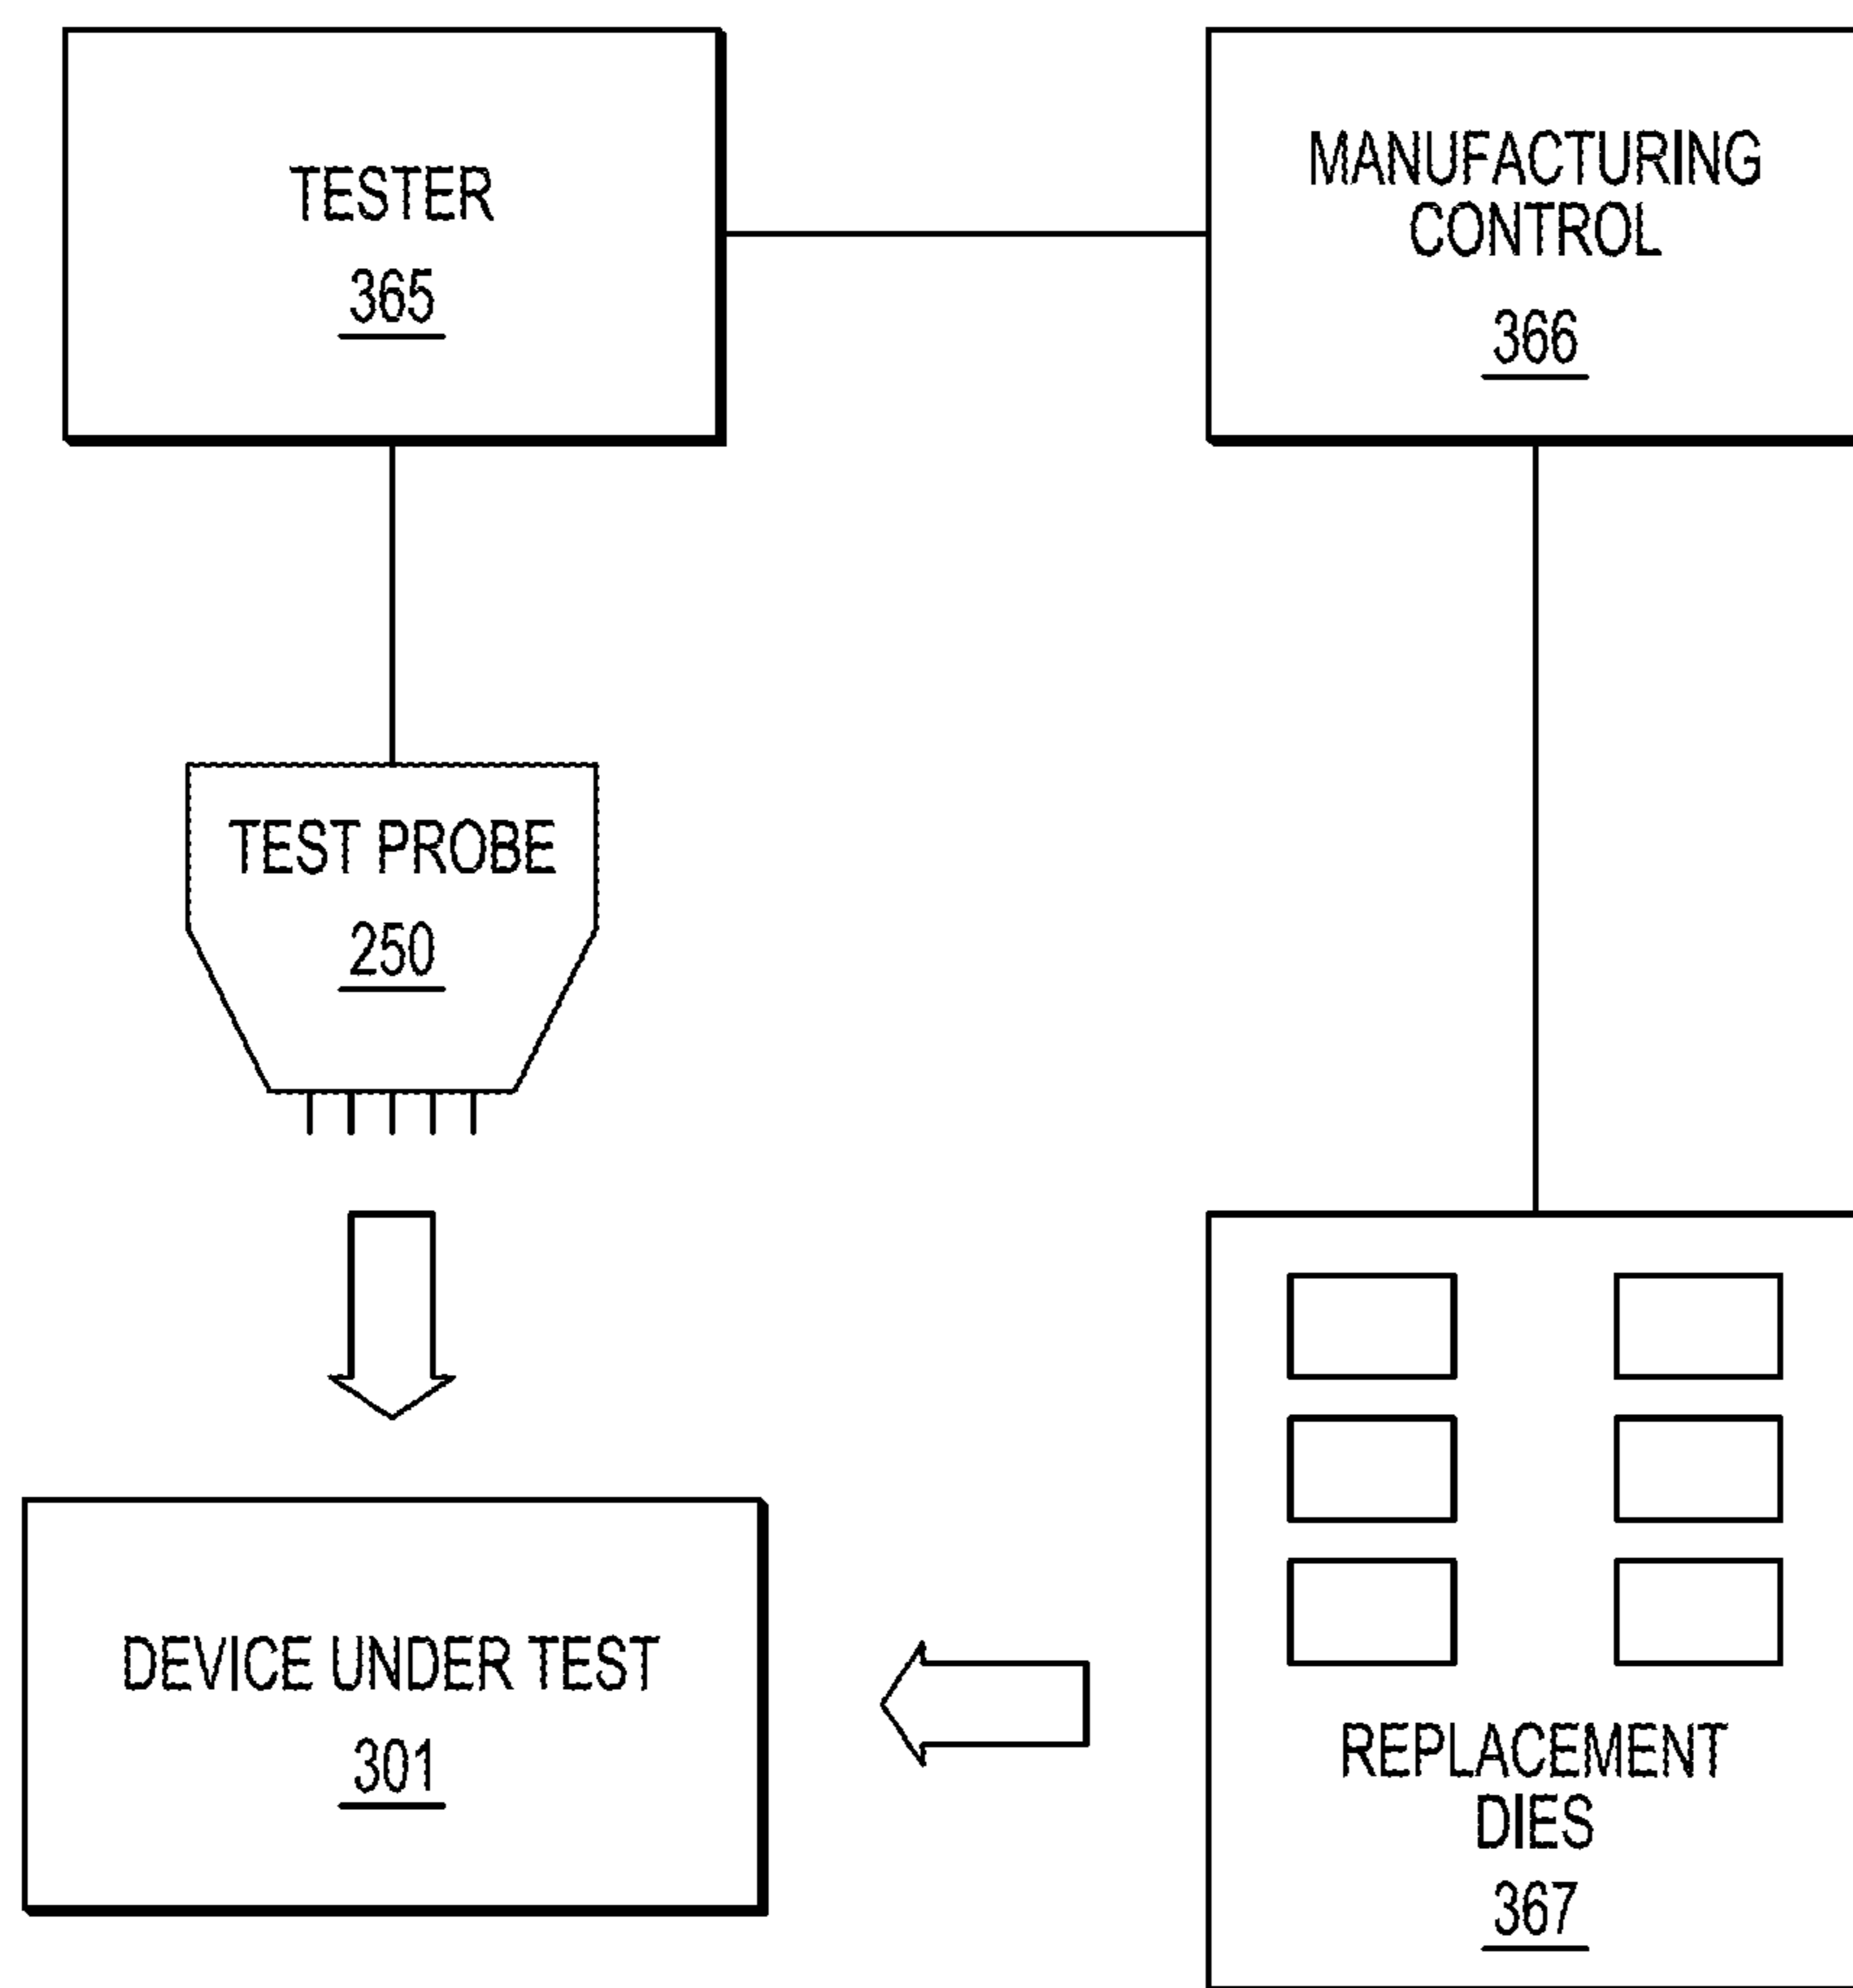 TESTER
365
MANUFACTURING
CONTROL
366
TEST PROBE
250
DEVICE UNDER TEST
301
REPLACEMENT
DIES
367